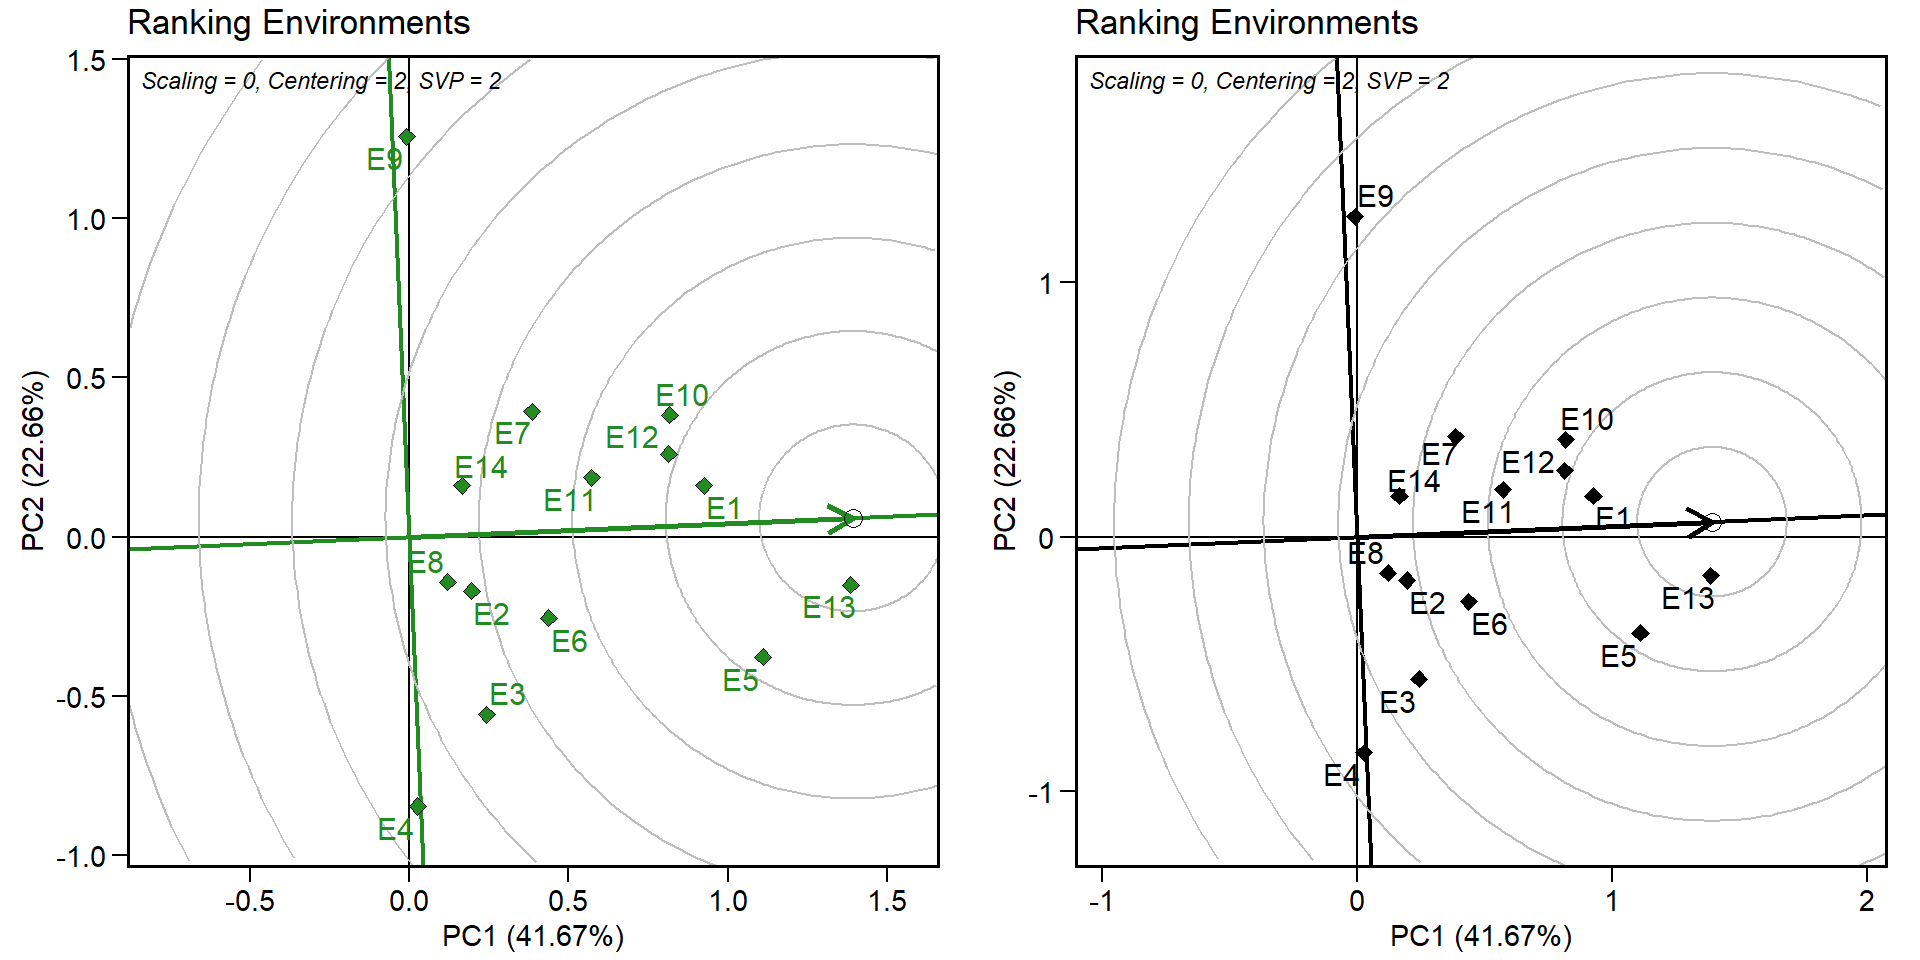 Ranking Environments
Scaling = 0, Centering = 2, SVP = 2
1.5
1.0
0.5
0.0
-0.5
-1.0
PC2 (22.66%)
E9
E10
E7
E12
E14
E11
E1
E8
E2
E13
E6
E5
E3
E4
-0.5
0.0
0.5
1.0
1.5
PC1 (41.67%)
Ranking Environments
Scaling = 0, Centering = 2, SVP = 2
1
0
-1
PC2 (22.66%)
E9
E10
E7
E12
E14
E11
E1
E8
E2
E13
E6
E5
E3
E4
-1
0
1
2
PC1 (41.67%)